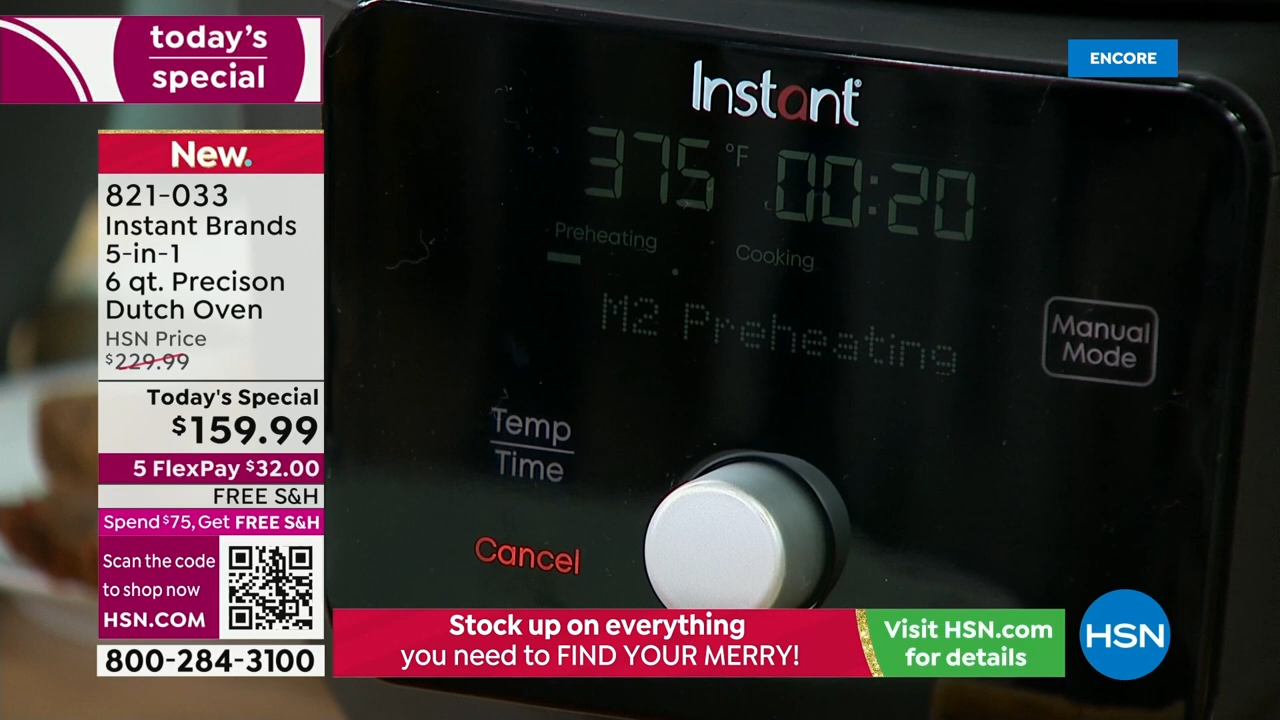 today's
special
ENCORE
New.
821-033
Instant Brands
5-in-1
6 qt. Precison
Dutch Oven
HSN Price
$229.99
Today's Special
$159.99
5 FlexPay $32.00
FREE S&H
Spend $75, Get FREE S&H
Scan the code
to shop now
HSN.COM
800-284-3100
Instant®
375 °F 00:20
Preheating Cooking
M2 Preheating
Manual
Mode
Temp
Time
Cancel
Stock up on everything
you need to FIND YOUR MERRY!
Visit HSN.com
for details
HSN